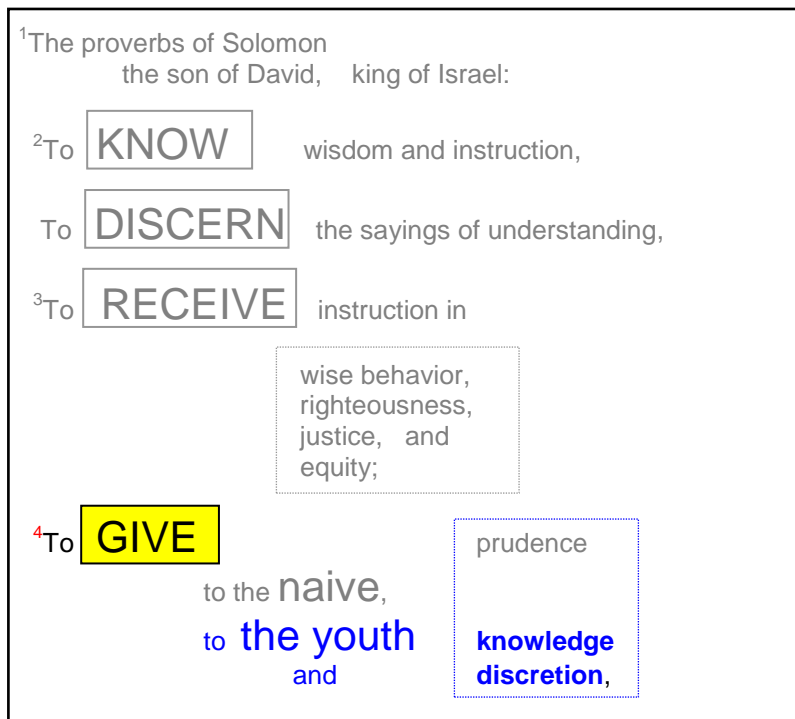 1The proverbs of Solomon
the son of David, king of Israel:
2To KNOW wisdom and instruction,
To DISCERN the sayings of understanding,
3To RECEIVE instruction in
wise behavior,
righteousness,
justice, and
equity;
4To GIVE prudence
to the naive,
to the youth knowledge
and discretion,